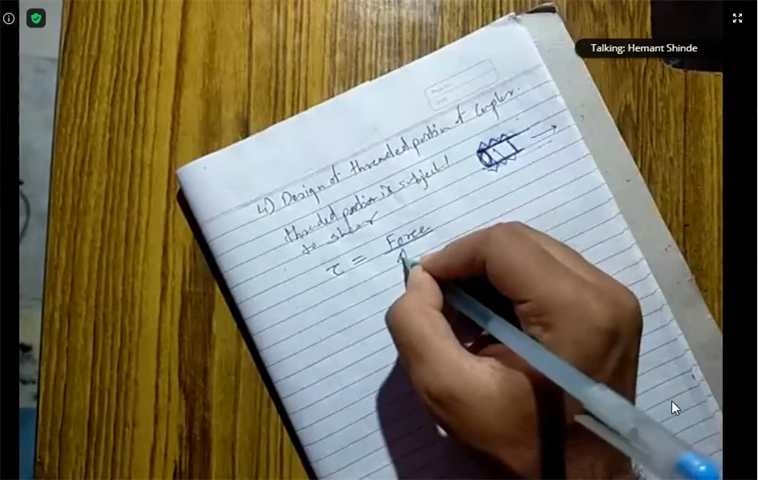 Talking: Hemant Shinde
4) Design of threaded portion of Coupler.
threaded portion is subject
to shear
τ = Force